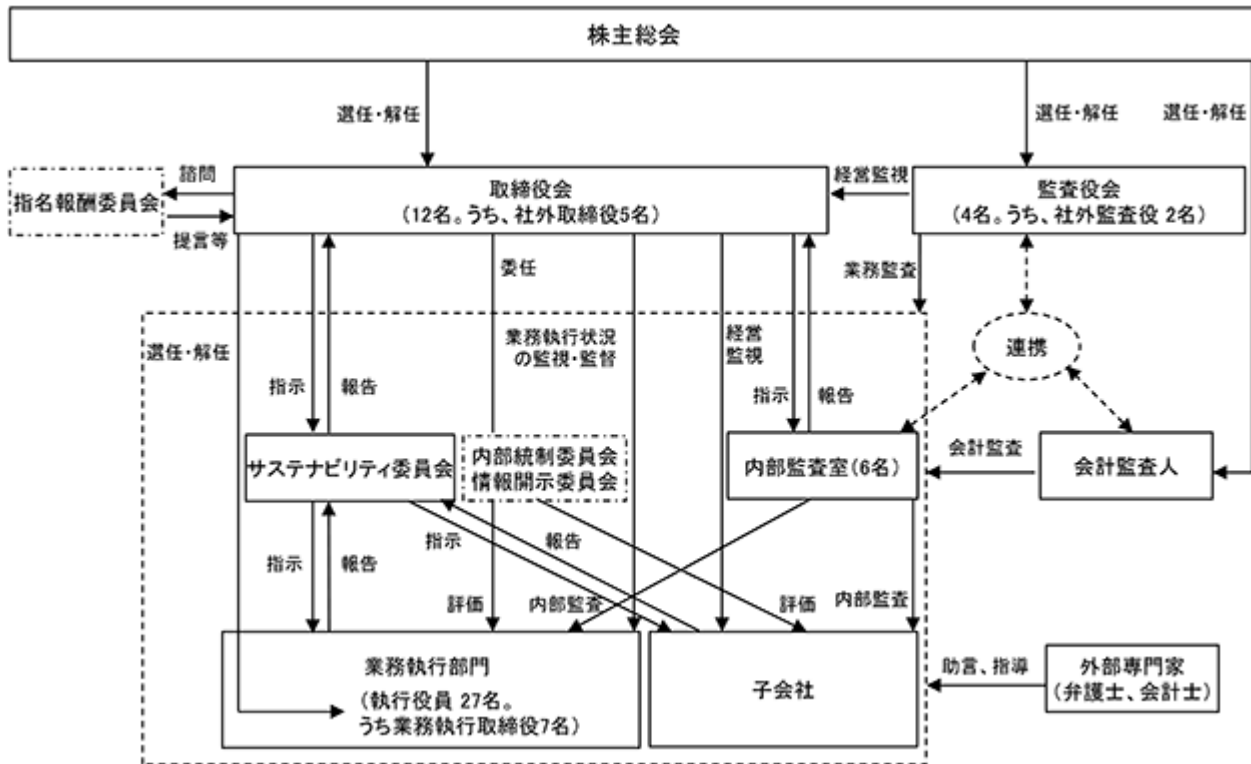 株主総会
選任・解任
選任・解任
選任・解任
諮問
指名報酬委員会
提言等
取締役会
(12名。うち、社外取締役5名)
経営監視
監査役会
(4名。うち、社外監査役 2名)
委任
業務監査
選任・解任
業務執行状況
の監視・監督
経営
監視
連携
指示
報告
指示
報告
サステナビリティ委員会
内部統制委員会
情報開示委員会
内部監査室(6名)
会計監査
会計監査人
指示
報告
指示
報告
評価
内部監査
評価
内部監査
業務執行部門
(執行役員 27名。
うち業務執行取締役7名)
子会社
助言、指導
外部専門家
(弁護士、会計士)